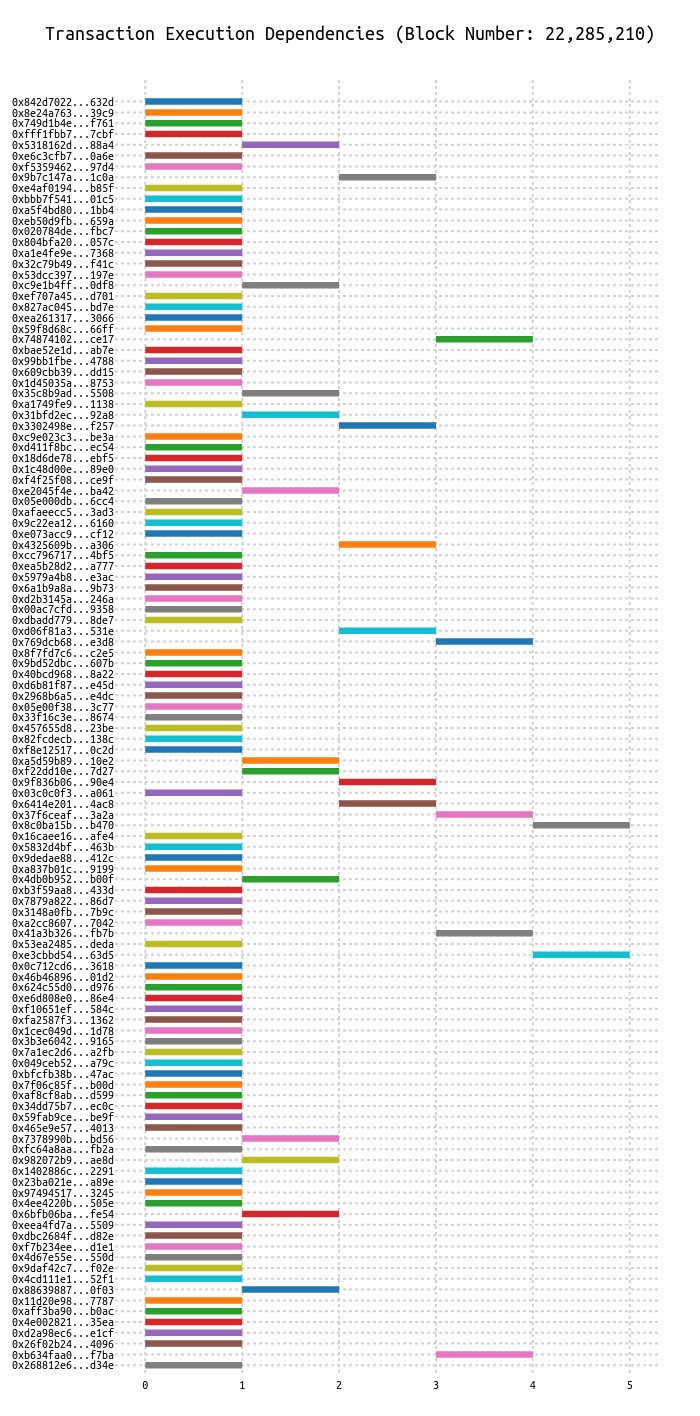 Transaction Execution Dependencies (Block Number: 22,285,210)
0x842d7022...632d
0x8e24a763...39c9
0x749d1b4e...f761
0xfff1fbb7...7cbf
0x5318162d...88a4
0xe6c3cfb7...0a6e
0xf5359462...97d4
0x9b7c147a...1c0a
0xe4af0194...b85f
0xbbb7f541...01c5
0xa5f4bd80...1bb4
0xeb50d9fb...659a
0x020784de...fbc7
0x804bfa20...057c
0xa1e4fe9e...7368
0x32c79b49...f41c
0x53dcc397...197e
0xc9e1b4ff...0df8
0xef707a45...d701
0x827ac045...bd7e
0xea261317...3066
0x59f8d68c...66ff
0x74874102...ce17
0xbae52e1d...ab7e
0x99bb1fbe...4788
0x609cbb39...dd15
0x1d45035a...8753
0x35c8b9ad...5508
0xa1749fe9...1138
0x31bfd2ec...92a8
0x3302498e...f257
0xc9e023c3...be3a
0xd411f8bc...ec54
0x18d6de78...ebf5
0x1c48d00e...89e0
0xf4f25f08...ce9f
0xe2045f4e...ba42
0x05e000db...6cc4
0xafaeecc5...3ad3
0x9c22ea12...6160
0xe073acc9...cf12
0x4325609b...a306
0xcc796717...4bf5
0xea5b28d2...a777
0x5979a4b8...e3ac
0x6a1b9a8a...9b73
0xd2b3145a...246a
0x00ac7cfd...9358
0xdbadd779...8de7
0xd06f81a3...531e
0x769dcb68...e3d8
0x8f7fd7c6...c2e5
0x9bd52dbc...607b
0x40bcd968...8a22
0xd6b81f87...e45d
0x2968b6a5...e4dc
0x05e00f38...3c77
0x33f16c3e...8674
0x457655d8...23be
0x82fcdecb...138c
0xf8e12517...0c2d
0xa5d59b89...10e2
0xf22dd10e...7d27
0x9f836b06...90e4
0x03c0c0f3...a061
0x6414e201...4ac8
0x37f6ceaf...3a2a
0x8c0ba15b...b470
0x16caee16...afe4
0x5832d4bf...463b
0x9dedae88...412c
0xa837b01c...9199
0x4db0b952...b00f
0xb3f59aa8...433d
0x7879a822...86d7
0x3148a0fb...7b9c
0xa2cc8607...7042
0x41a3b326...fb7b
0x53ea2485...deda
0xe3cbbd54...63d5
0x0c712cd6...3618
0x46b46896...01d2
0x624c55d0...d976
0xe6d808e0...86e4
0xf10651ef...584c
0xfa2587f3...1362
0x1cec049d...1d78
0x3b3e6042...9165
0x7a1ec2d6...a2fb
0x049ceb52...a79c
0xbfcfb38b...47ac
0x7f06c85f...b00d
0xaf8cf8ab...d599
0x34dd75b7...ec0c
0x59fab9ce...be9f
0x465e9e57...4013
0x7378990b...bd56
0xfc64a8aa...fb2a
0x982072b9...ae8d
0x1402886c...2291
0x23ba021e...a89e
0x97494517...3245
0x4ee4220b...505e
0x6bfb06ba...fe54
0xeea4fd7a...5509
0xdbc2684f...d82e
0xf7b234ee...d1e1
0x4d67e55e...550d
0x9daf42c7...f02e
0x4cd111e1...52f1
0x88639887...0f03
0x11d20e98...7787
0xaff3ba90...b0ac
0x4e002821...35ea
0xd2a98ec6...e1cf
0x26f02b24...4096
0xb634faa0...f7ba
0x268812e6...d34e
0 1 2 3 4 5